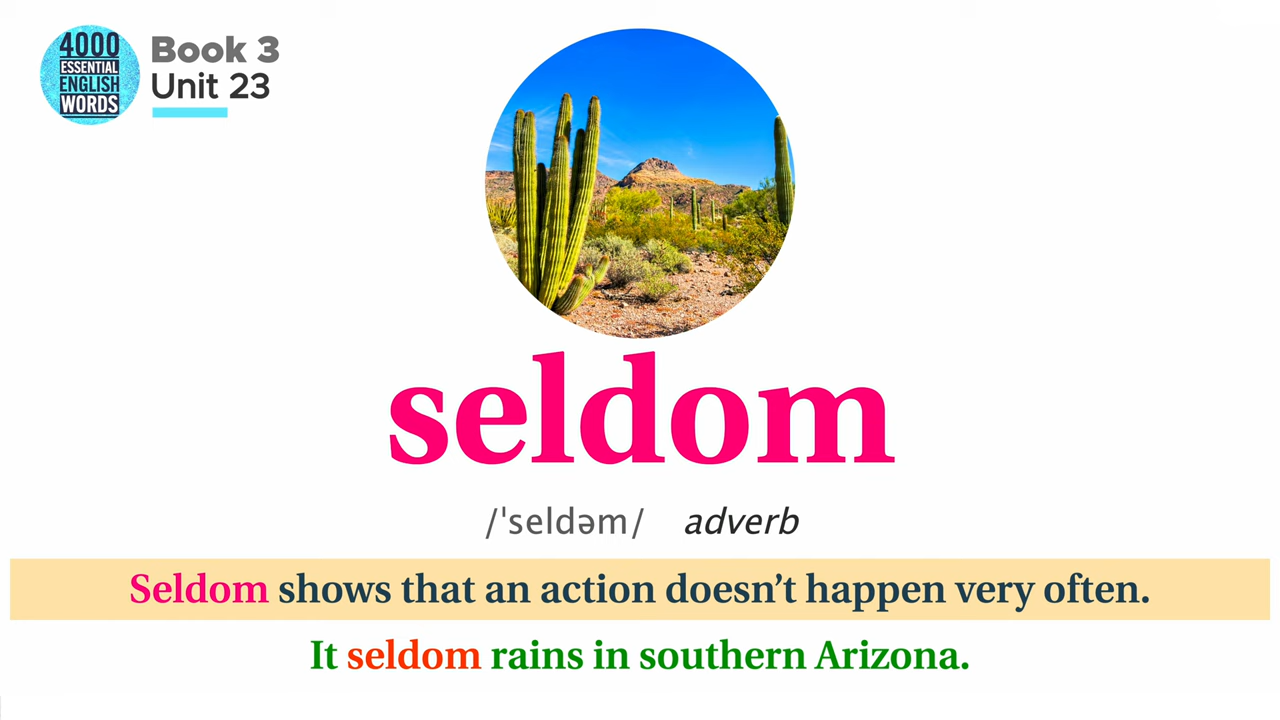 4000
ESSENTIAL
ENGLISH
WORDS
Book 3
Unit 23
seldom
/ˈseldəm/ adverb
Seldom shows that an action doesn’t happen very often.
It seldom rains in southern Arizona.